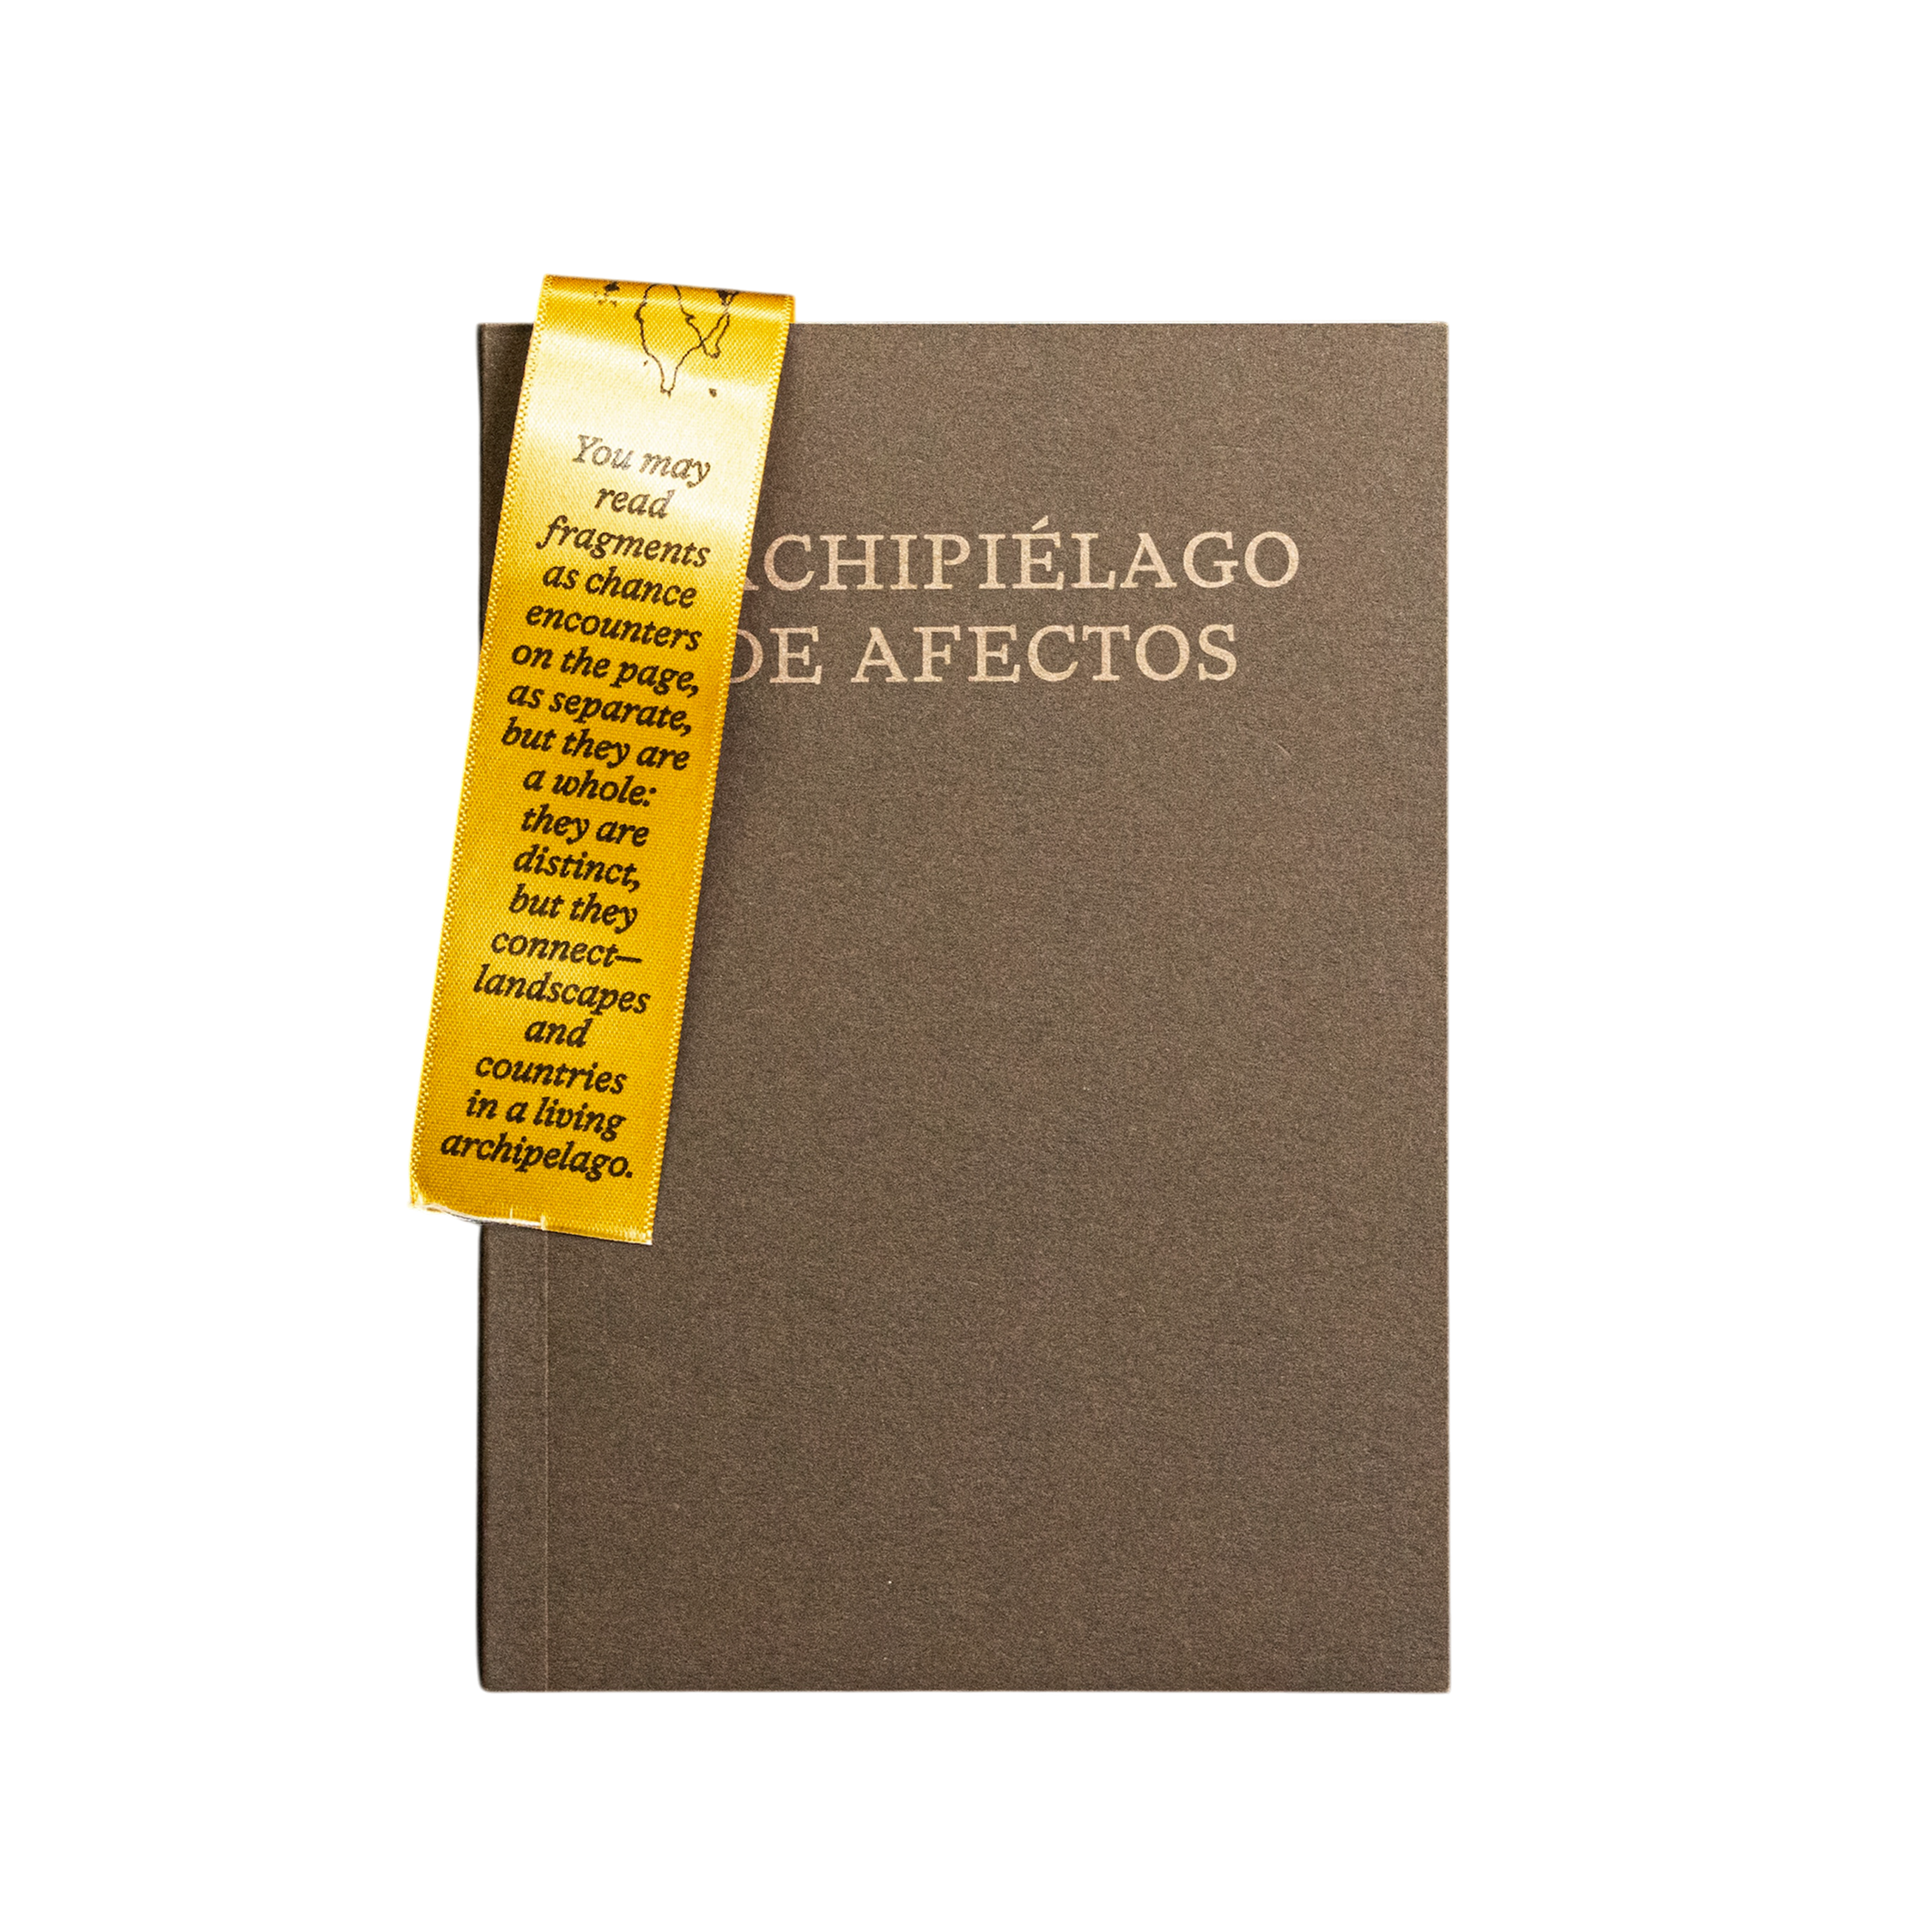 You may
read
fragments
as chance
encounters
on the page,
as separate,
but they are
a whole:
they are
distinct,
but they
connect—
landscapes
and
countries
in a living
archipelago.
ARCHIPIÉLAGO
DE AFECTOS